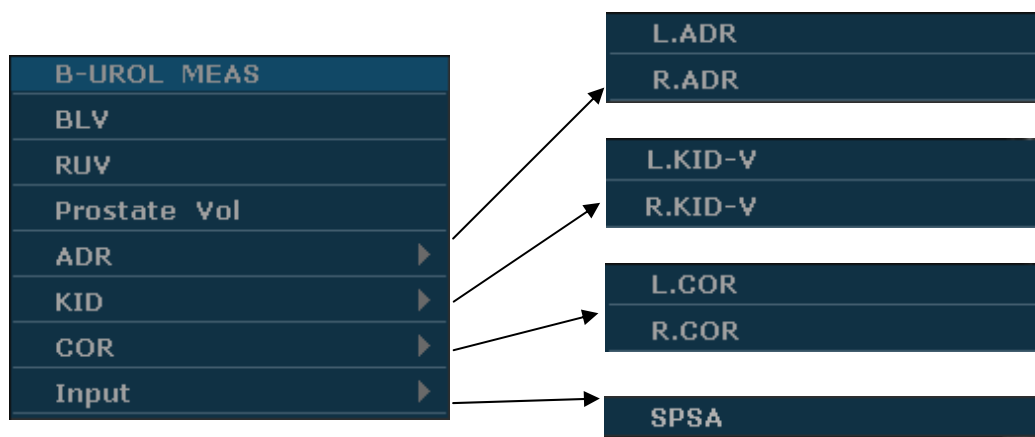 B-UROL MEAS
BLV
RUV
Prostate Vol
ADR
KID
COR
Input
L.ADR
R.ADR
L.KID-V
R.KID-V
L.COR
R.COR
SPSA